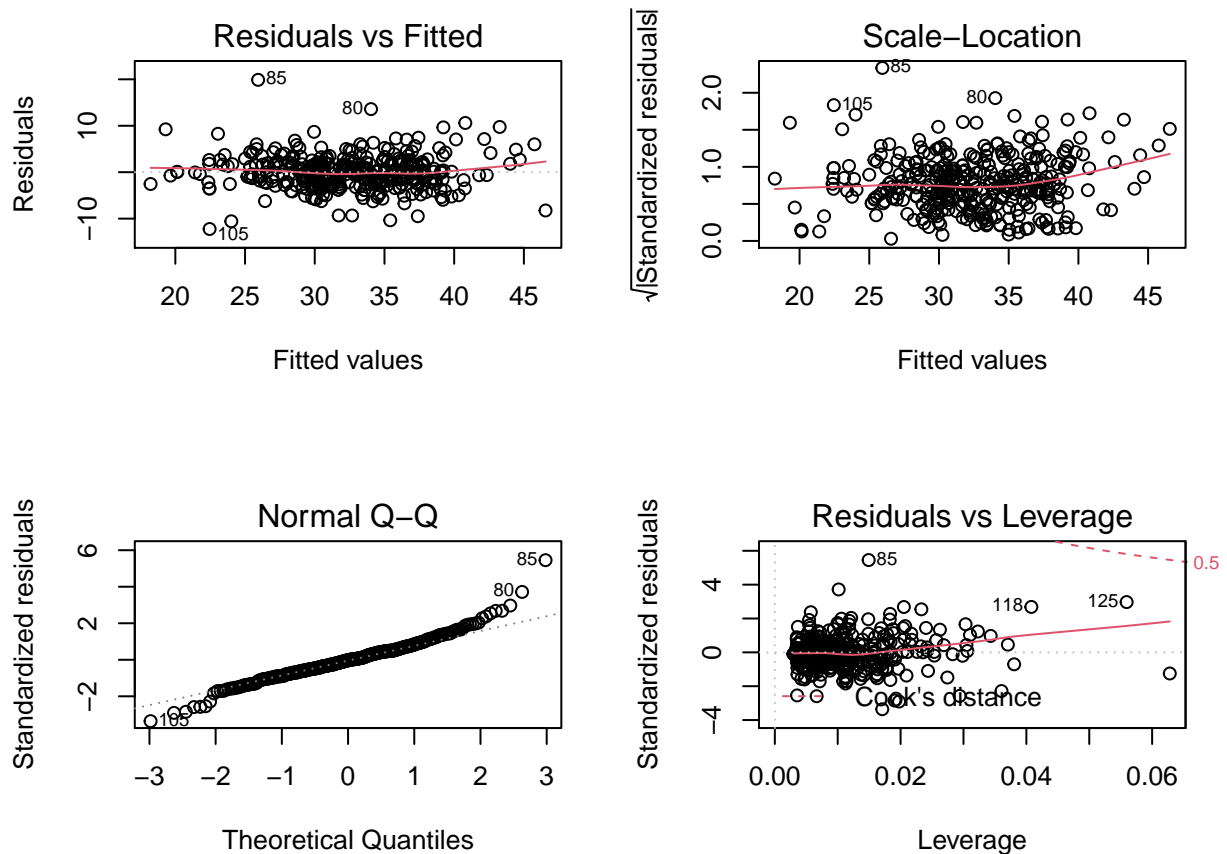 Residuals vs Fitted
Residuals
−10
10
85
80
105
20 25 30 35 40 45
Fitted values
Scale−Location
√|Standardized residuals|
0.0 1.0 2.0
85
105
80
20 25 30 35 40 45
Fitted values
Normal Q−Q
Standardized residuals
−2 2 6
85
80
105
−3 −2 −1 0 1 2 3
Theoretical Quantiles
Residuals vs Leverage
Standardized residuals
−4 0 4
85
118
125
0.5
Cook's distance
0.00 0.02 0.04 0.06
Leverage